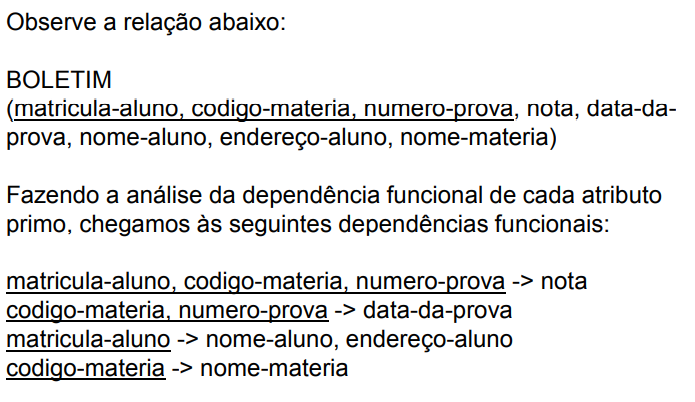 Observe a relação abaixo:
BOLETIM
(matricula-aluno, codigo-materia, numero-prova, nota, data-da-
prova, nome-aluno, endereço-aluno, nome-materia)
Fazendo a análise da dependência funcional de cada atributo
primo, chegamos às seguintes dependências funcionais:
matricula-aluno, codigo-materia, numero-prova -> nota
codigo-materia, numero-prova -> data-da-prova
matricula-aluno -> nome-aluno, endereço-aluno
codigo-materia -> nome-materia